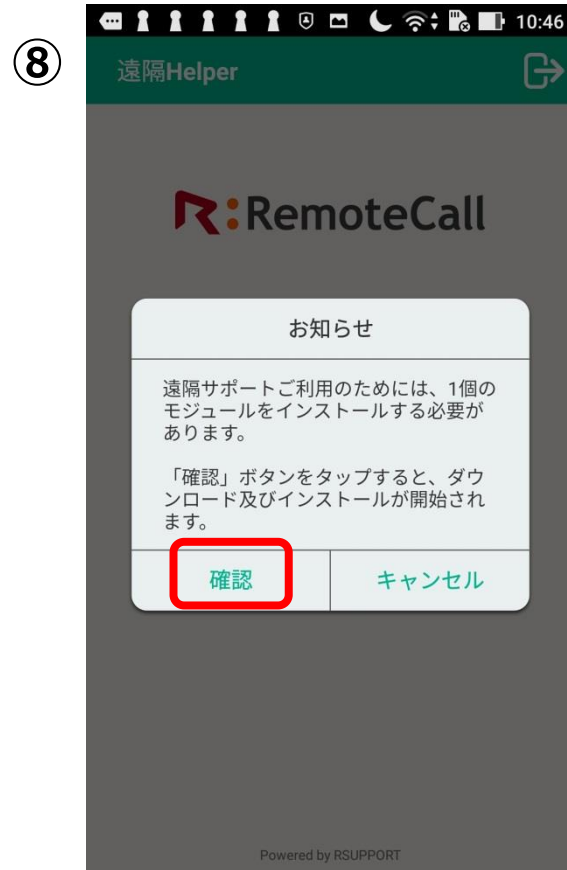 ⑧
10:46
遠隔Helper
RemoteCall
お知らせ
遠隔サポートご利用のためには、1個の
モジュールをインストールする必要が
あります。
「確認」ボタンをタップすると、ダウ
ンロード及びインストールが開始され
ます。
確認 キャンセル
Powered by RSUPPORT